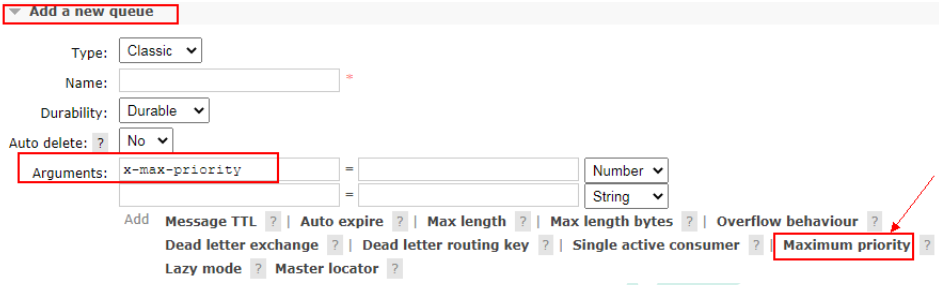 Add a new queue
Type: Classic
Name: *
Durability: Durable
Auto delete: ? No
Arguments: x-max-priority = Number
= String
Add Message TTL ? | Auto expire ? | Max length ? | Max length bytes ? | Overflow behaviour ?
Dead letter exchange ? | Dead letter routing key ? | Single active consumer ? | Maximum priority ?
Lazy mode ? Master locator ?